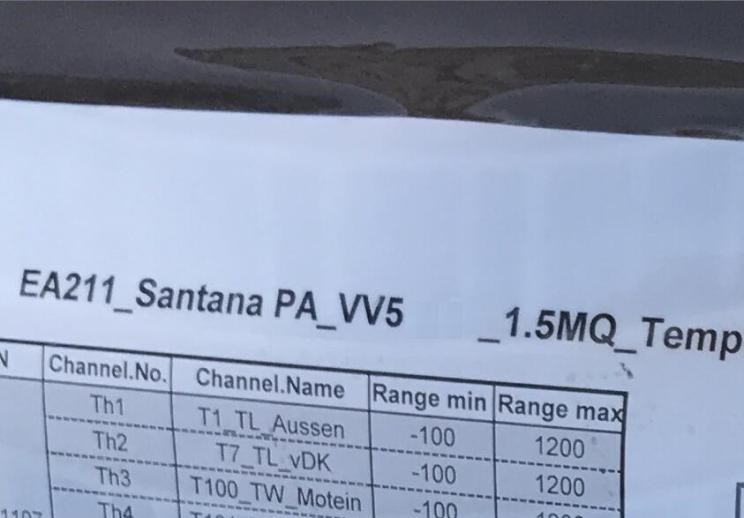 EA211_Santana PA_VV5 _1.5MQ_Temp
N Channel.No. Channel.Name Range min Range max
Th1 T1_TL_Aussen -100 1200
Th2 T7_TL_vDK -100 1200
Th3 T100_TW_Motein -100
Th4